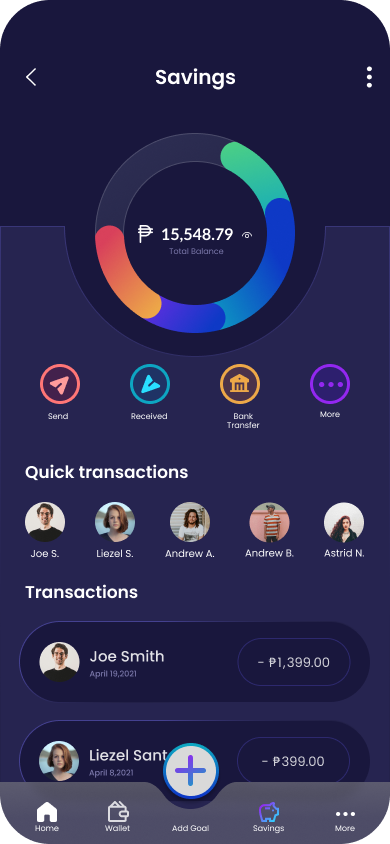 Savings
₱ 15,548.79
Total Balance
Send
Received
Bank
Transfer
More
Quick transactions
Joe S.
Liezel S.
Andrew A.
Andrew B.
Astrid N.
Transactions
Joe Smith
April 19,2021
- ₱1,399.00
Liezel Sant
April 8,2021
- ₱399.00
Home
Wallet
Add Goal
Savings
More